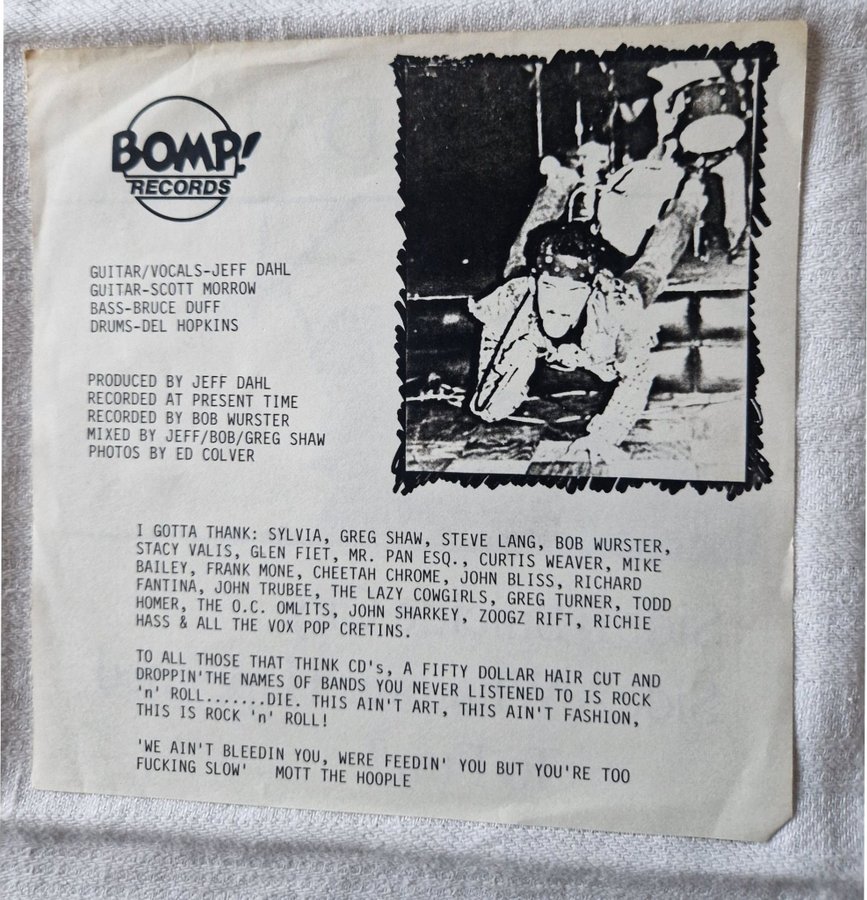 BOMP!
RECORDS
GUITAR/VOCALS-JEFF DAHL
GUITAR-SCOTT MORROW
BASS-BRUCE DUFF
DRUMS-DEL HOPKINS
PRODUCED BY JEFF DAHL
RECORDED AT PRESENT TIME
RECORDED BY BOB WURSTER
MIXED BY JEFF/BOB/GREG SHAW
PHOTOS BY ED COLVER
I GOTTA THANK: SYLVIA, GREG SHAW, STEVE LANG, BOB WURSTER,
STACY VALIS, GLEN FIET, MR. PAN ESQ., CURTIS WEAVER, MIKE
BAILEY, FRANK MONE, CHEETAH CHROME, JOHN BLISS, RICHARD
FANTINA, JOHN TRUBEE, THE LAZY COWGIRLS, GREG TURNER, TODD
HOMER, THE O.C. OMLITS, JOHN SHARKEY, ZOOGZ RIFT, RICHIE
HASS & ALL THE VOX POP CRETINS.
TO ALL THOSE THAT THINK CD's, A FIFTY DOLLAR HAIR CUT AND
DROPPIN'THE NAMES OF BANDS YOU NEVER LISTENED TO IS ROCK
'n' ROLL.......DIE. THIS AIN'T ART, THIS AIN'T FASHION,
THIS IS ROCK 'n' ROLL!
'WE AIN'T BLEEDIN YOU, WERE FEEDIN' YOU BUT YOU'RE TOO
FUCKING SLOW' MOTT THE HOOPLE